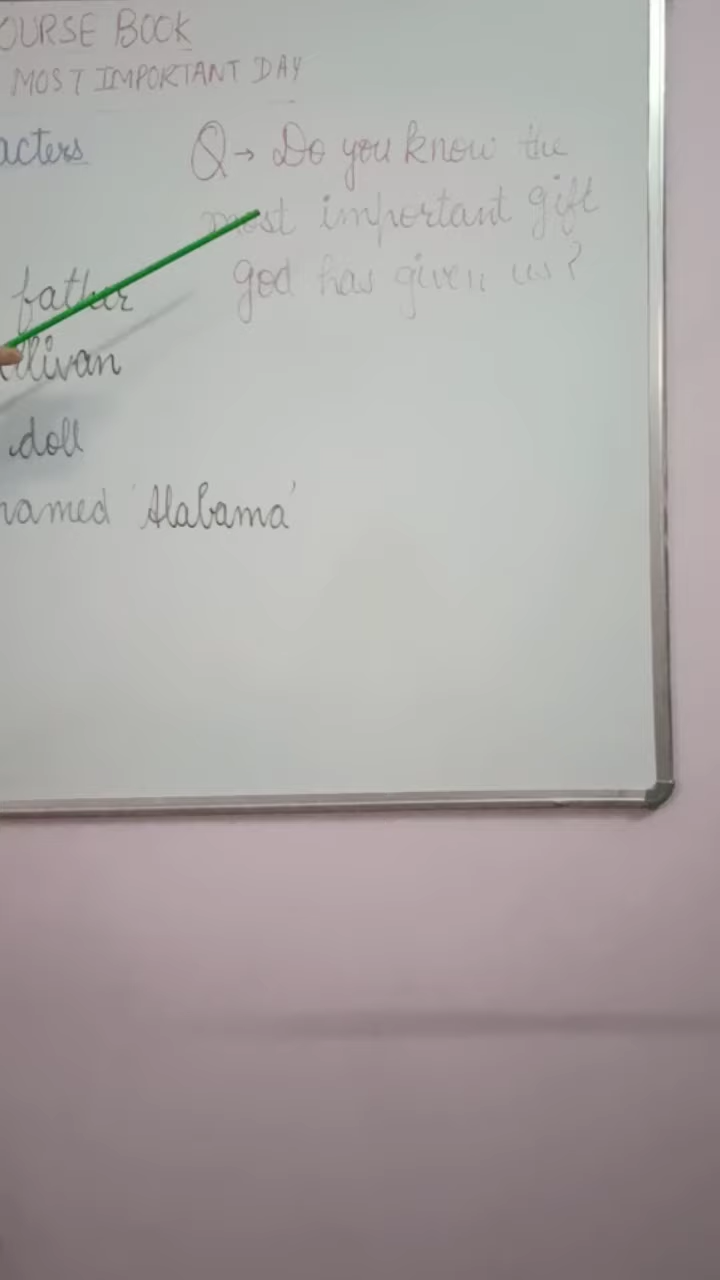 OURSE BOOK
MOST IMPORTANT DAY
acters
Q→ Do you know the
most important gift
god has given us?
father
llivan
doll
named 'Alabama'